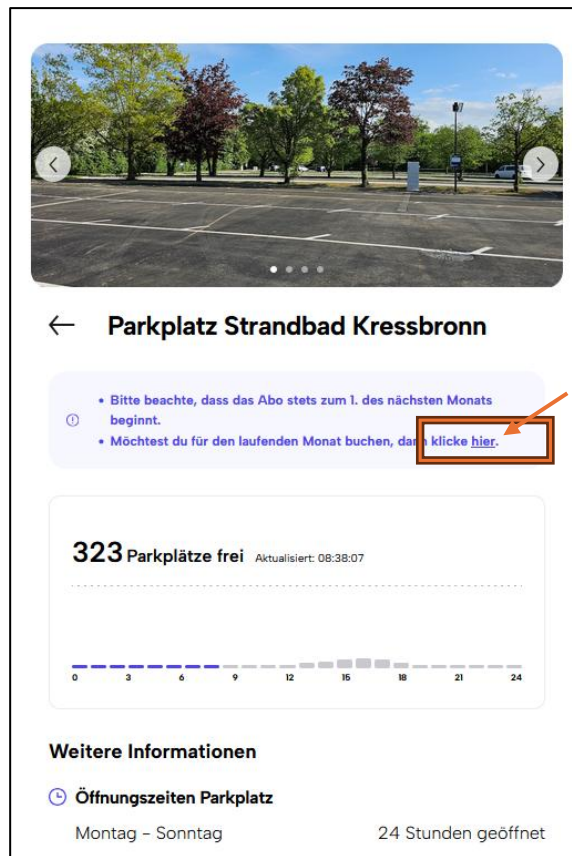 Parkplatz Strandbad Kressbronn
• Bitte beachte, dass das Abo stets zum 1. des nächsten Monats
beginnt.
• Möchtest du für den laufenden Monat buchen, dann klicke hier.
323 Parkplätze frei Aktualisiert: 08:38:07
0 3 6 9 12 15 18 21 24
Weitere Informationen
Öffnungszeiten Parkplatz
Montag – Sonntag 24 Stunden geöffnet